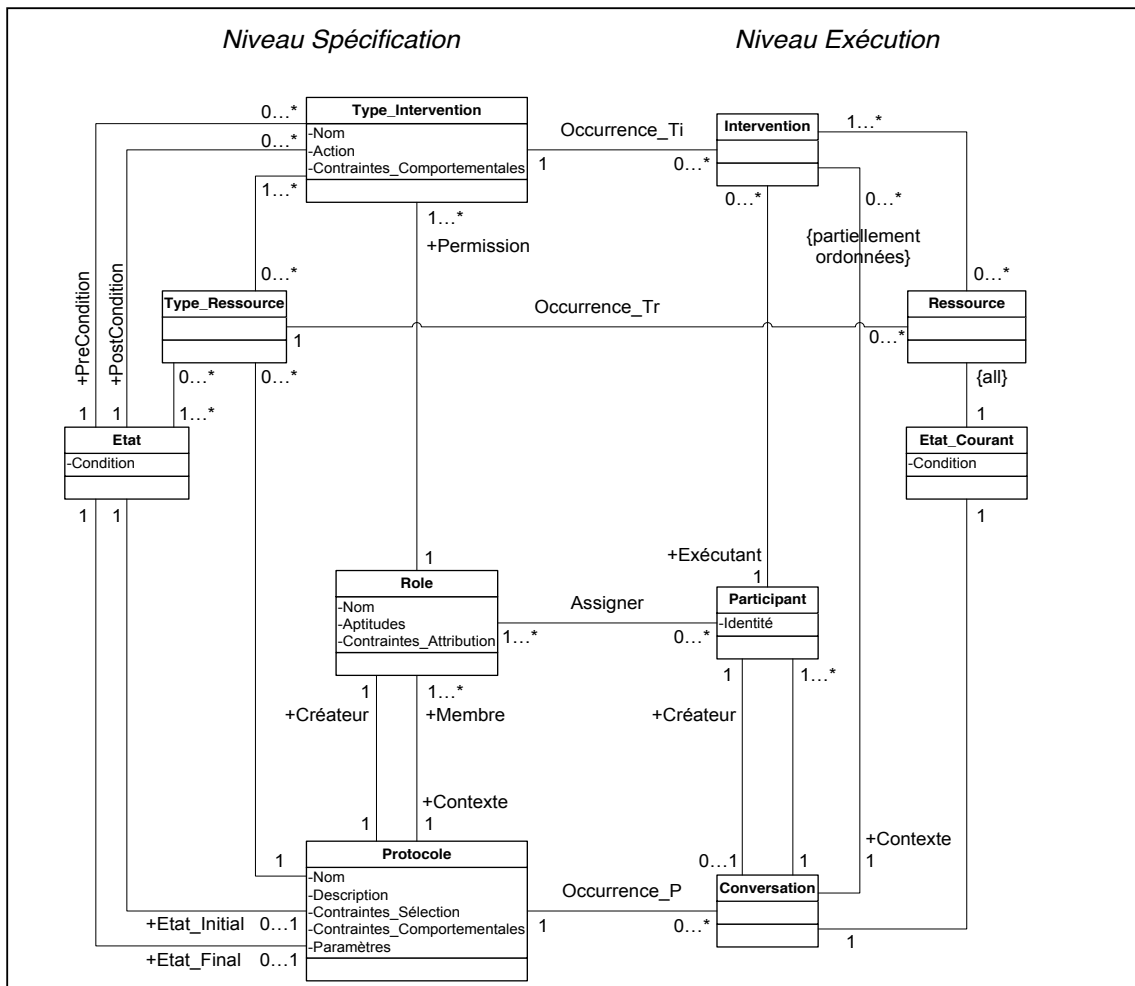 Niveau Spécification
Niveau Exécution
0…*
Type_Intervention
-Nom
-Action
-Contraintes_Comportementales
0…*
1…*
1…*
+Permission
Occurrence_Ti
1
0…*
Intervention
1…*
0…*
0…*
{partiellement
ordonnées}
0…*
0…*
Type_Ressource
Occurrence_Tr
1
0…*
Ressource
+PreCondition
+PostCondition
0…*
0…*
{all}
1
1
1…*
1
Etat
-Condition
Etat_Courant
-Condition
1
1
1
1
+Exécutant
1
Role
-Nom
-Aptitudes
-Contraintes_Attribution
Assigner
1…*
0…*
Participant
-Identité
1
1…*
1
1…*
+Créateur
+Membre
+Créateur
+Contexte
1
1
+Contexte
1
0…1
1
1
Protocole
-Nom
-Description
-Contraintes_Sélection
-Contraintes_Comportementales
-Paramètres
Occurrence_P
1
0…*
Conversation
1
+Etat_Initial
0…1
+Etat_Final
0…1